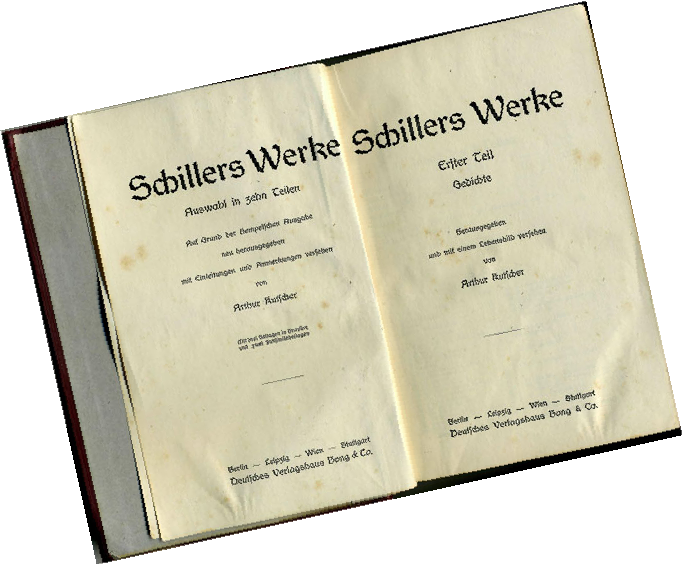 Schillers Werke
Auswahl in zehn Teilen
Auf Grund der Hempelschen Ausgabe
neu herausgegeben
mit Einleitungen und Anmerkungen versehen
von
Arthur Kutscher
Mit drei Beilagen in Gravüre
und zwei Faksimilebeilagen
Berlin — Leipzig — Wien — Stuttgart
Deutsches Verlagshaus Bong & Co.
Schillers Werke
Erster Teil
Gedichte
Herausgegeben
und mit einem Lebensbild versehen
von
Arthur Kutscher
Berlin — Leipzig — Wien — Stuttgart
Deutsches Verlagshaus Bong & Co.